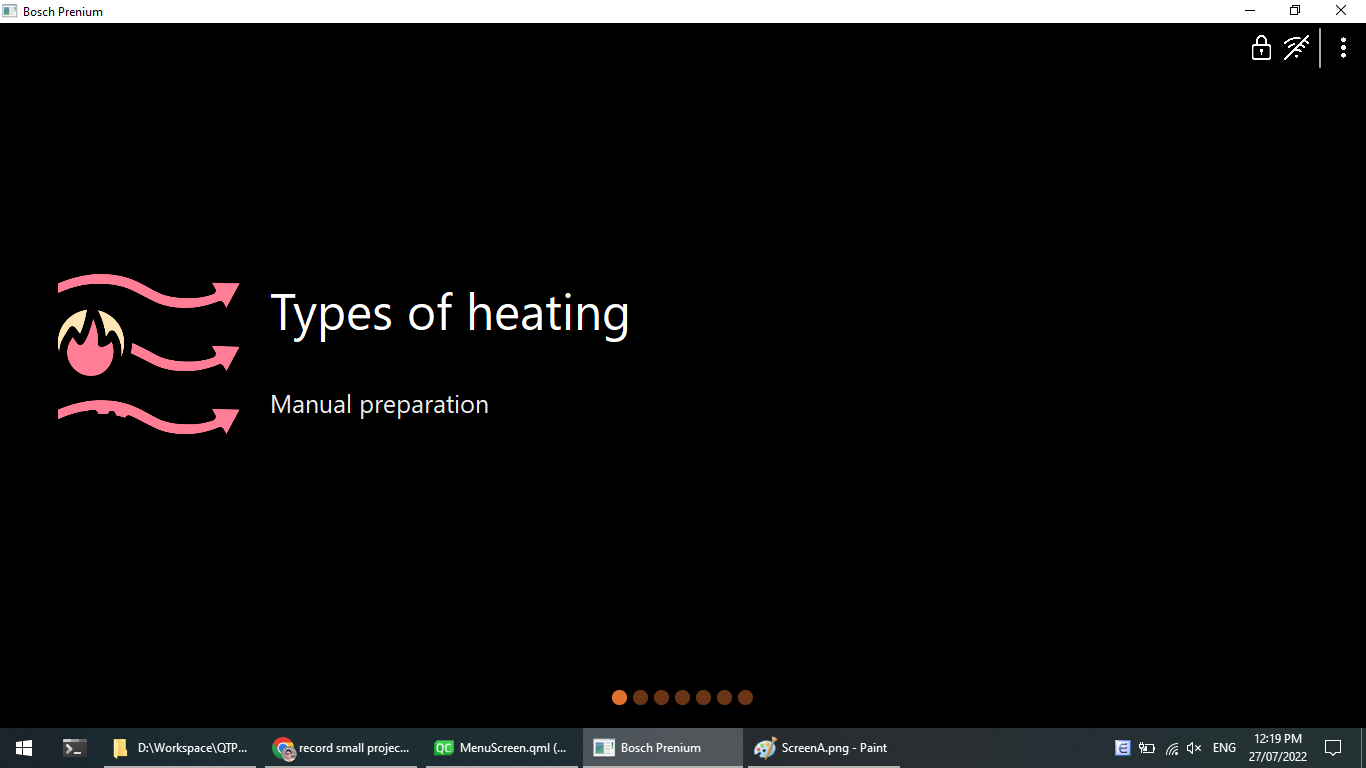 Bosch Prenium
Types of heating
Manual preparation
D:\Workspace\QTP...
record small projec...
QC
MenuScreen.qml (...
Bosch Prenium
ScreenA.png - Paint
E
ENG
12:19 PM
27/07/2022